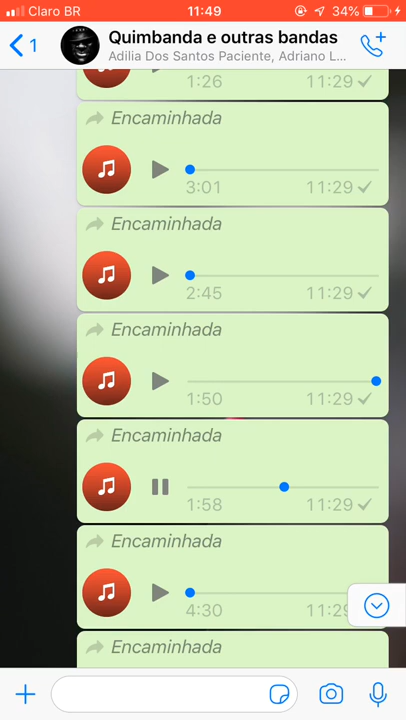 Claro BR 11:49 34%
1 Quimbanda e outras bandas
Adilia Dos Santos Paciente, Adriano L...
1:26 11:29
Encaminhada
3:01 11:29
Encaminhada
2:45 11:29
Encaminhada
1:50 11:29
Encaminhada
1:58 11:29
Encaminhada
4:30 11:29
Encaminhada